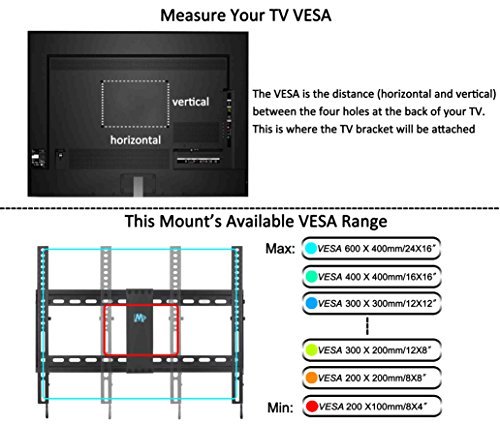 Measure Your TV VESA
vertical
horizontal
The VESA is the distance (horizontal and vertical)
between the four holes at the back of your TV.
This is where the TV bracket will be attached
This Mount's Available VESA Range
Max: VESA 600 X 400mm/24X16"
VESA 400 X 400mm/16X16"
VESA 300 X 300mm/12X12"
VESA 300 X 200mm/12X8"
VESA 200 X 200mm/8X8"
Min: VESA 200 X100mm/8X4"